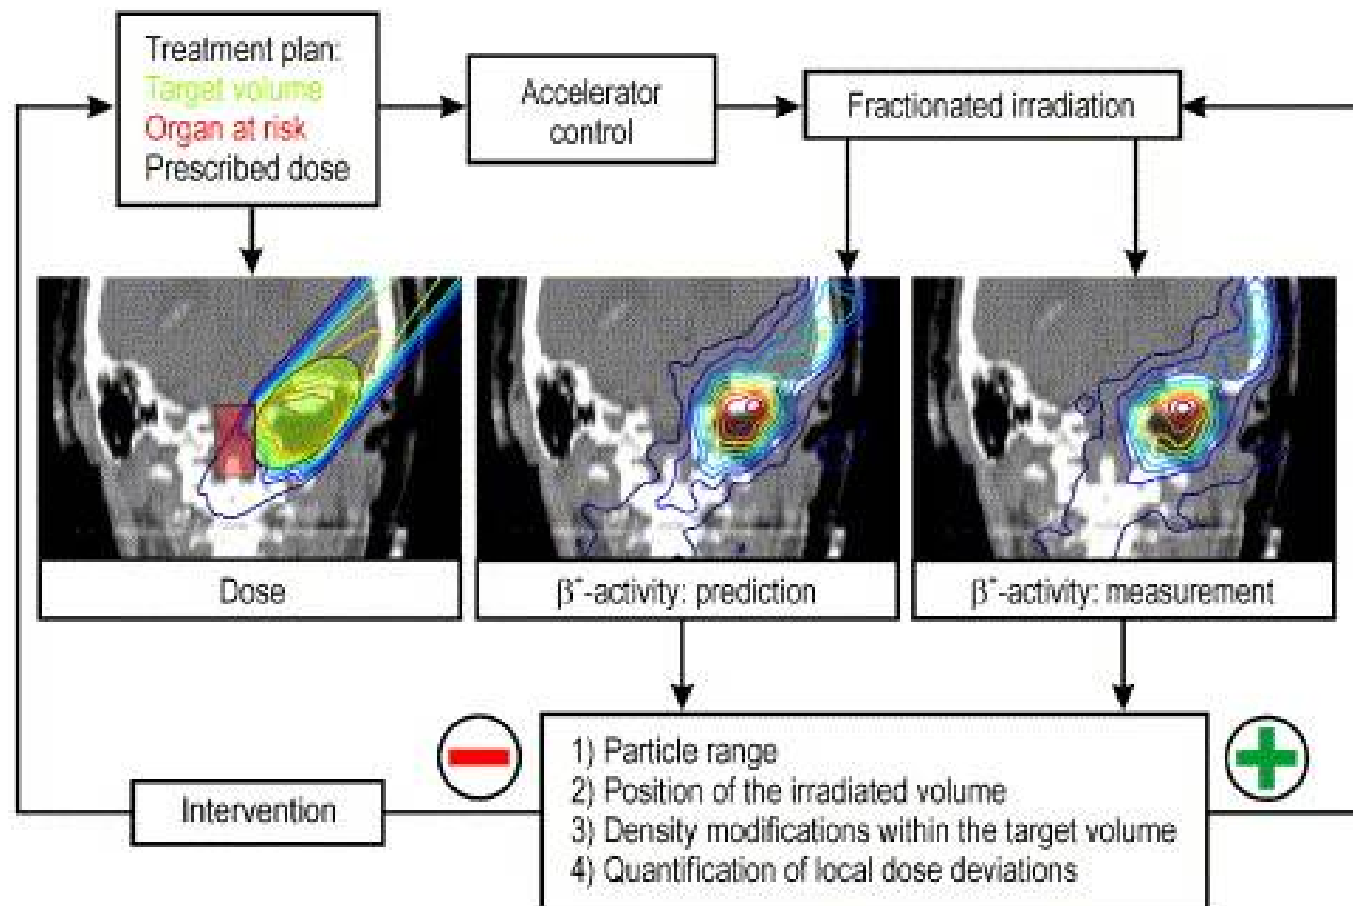 Treatment plan:
Target volume
Organ at risk
Prescribed dose
Accelerator
control
Fractionated irradiation
Dose
β⁺-activity: prediction
β⁺-activity: measurement
1) Particle range
2) Position of the irradiated volume
3) Density modifications within the target volume
4) Quantification of local dose deviations
Intervention